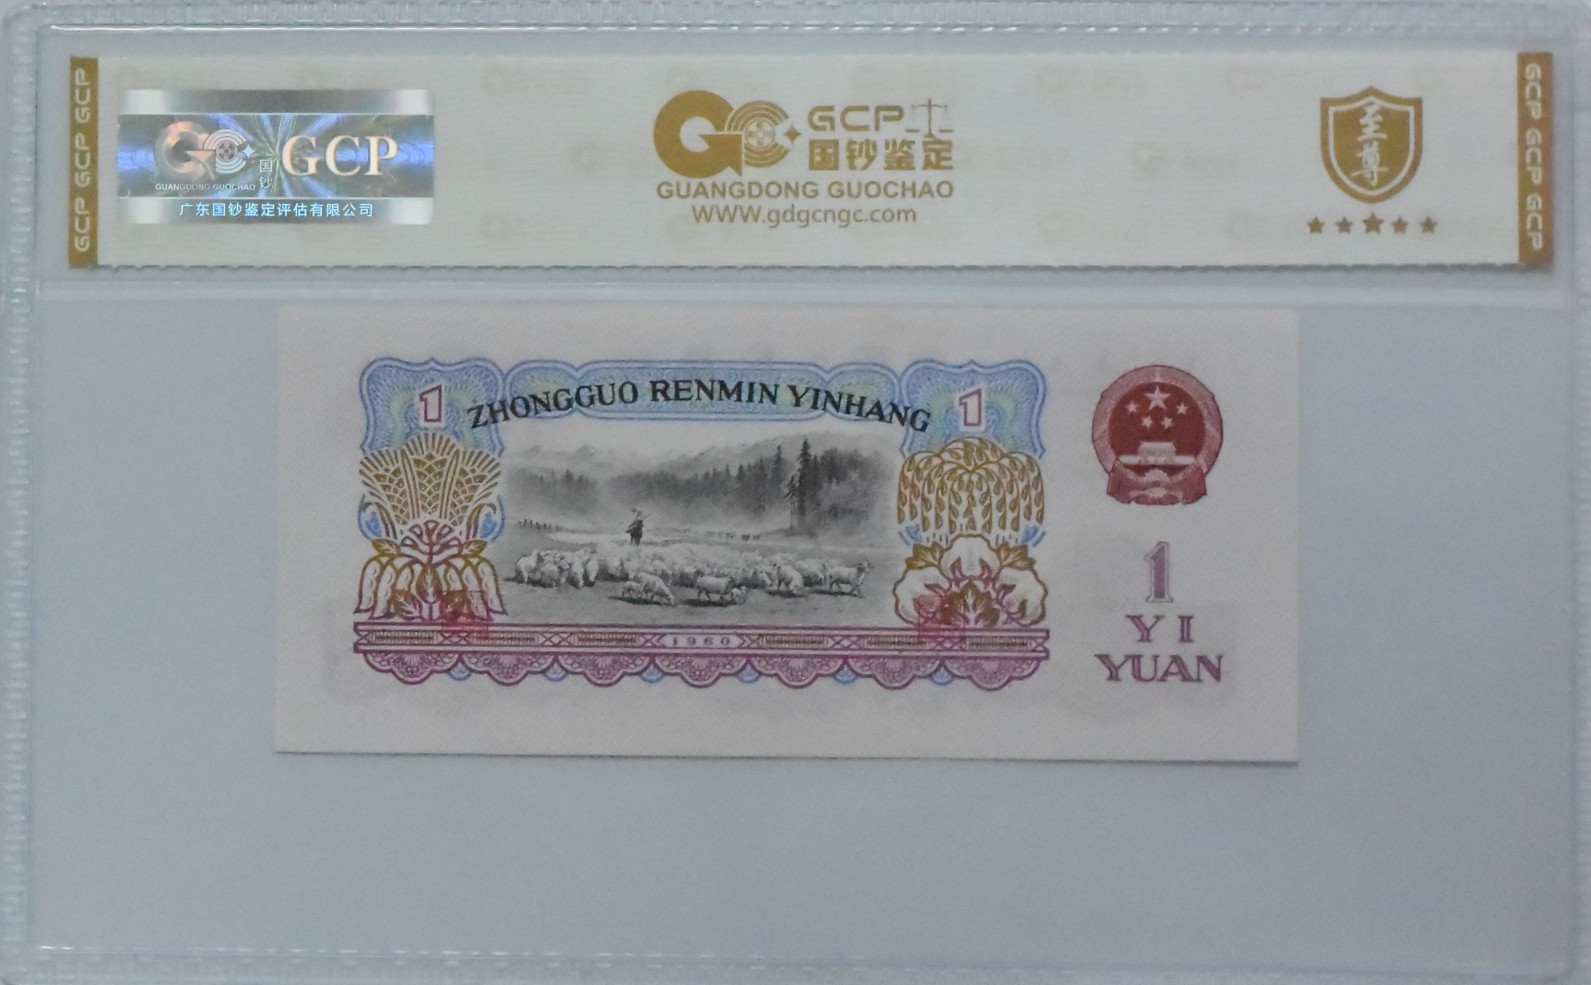 GCP GCP GCP
国钞 GCP
GUANGDONG GUOCHAO
广东国钞鉴定评估有限公司
GCP
国钞鉴定
GUANGDONG GUOCHAO
WWW.gdgcngc.com
至尊
GCP GCP GCP
1 ZHONGGUO RENMIN YINHANG 1
1960
1
YI
YUAN